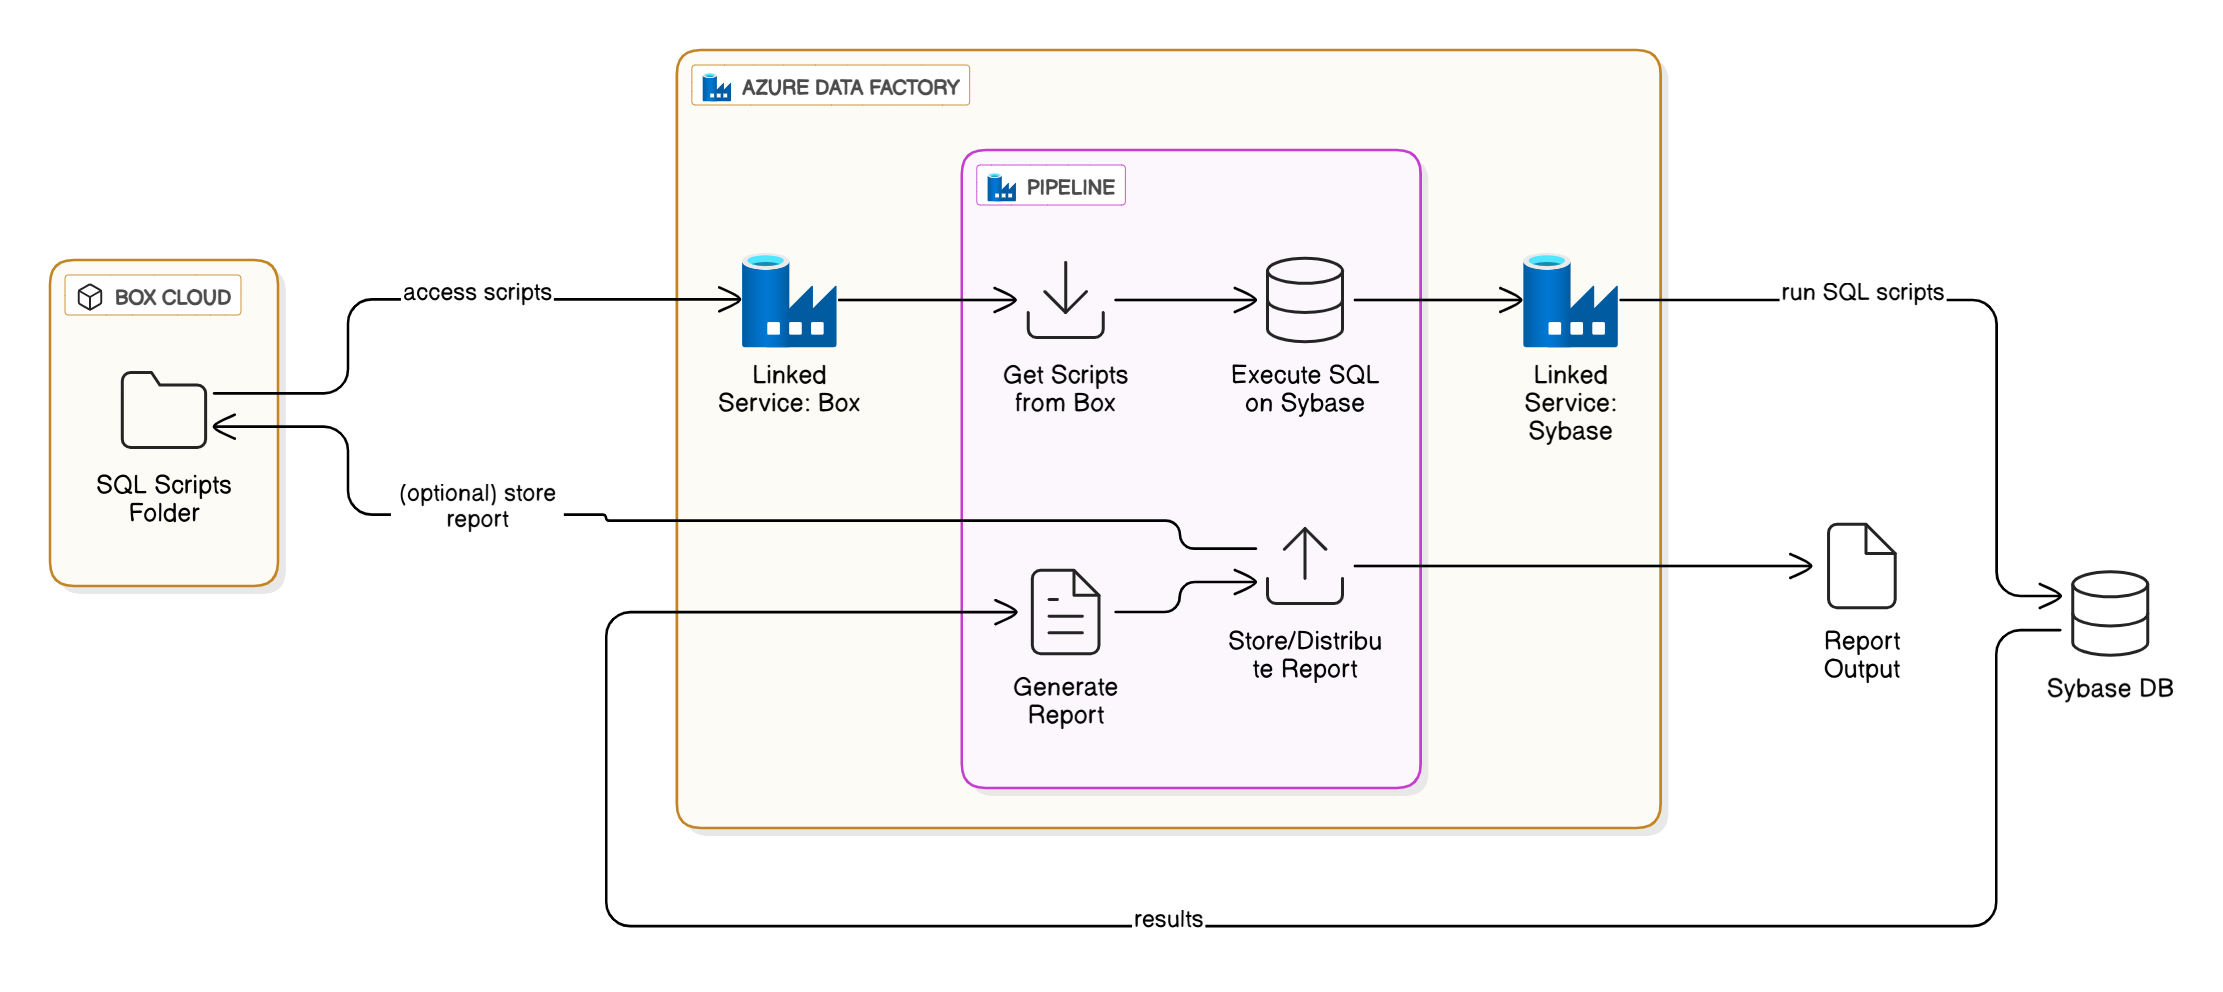 AZURE DATA FACTORY
PIPELINE
BOX CLOUD
access scripts
run SQL scripts
Linked
Service: Box
Get Scripts
from Box
Execute SQL
on Sybase
Linked
Service:
Sybase
SQL Scripts
Folder
(optional) store
report
Generate
Report
Store/Distribu
te Report
Report
Output
Sybase DB
results